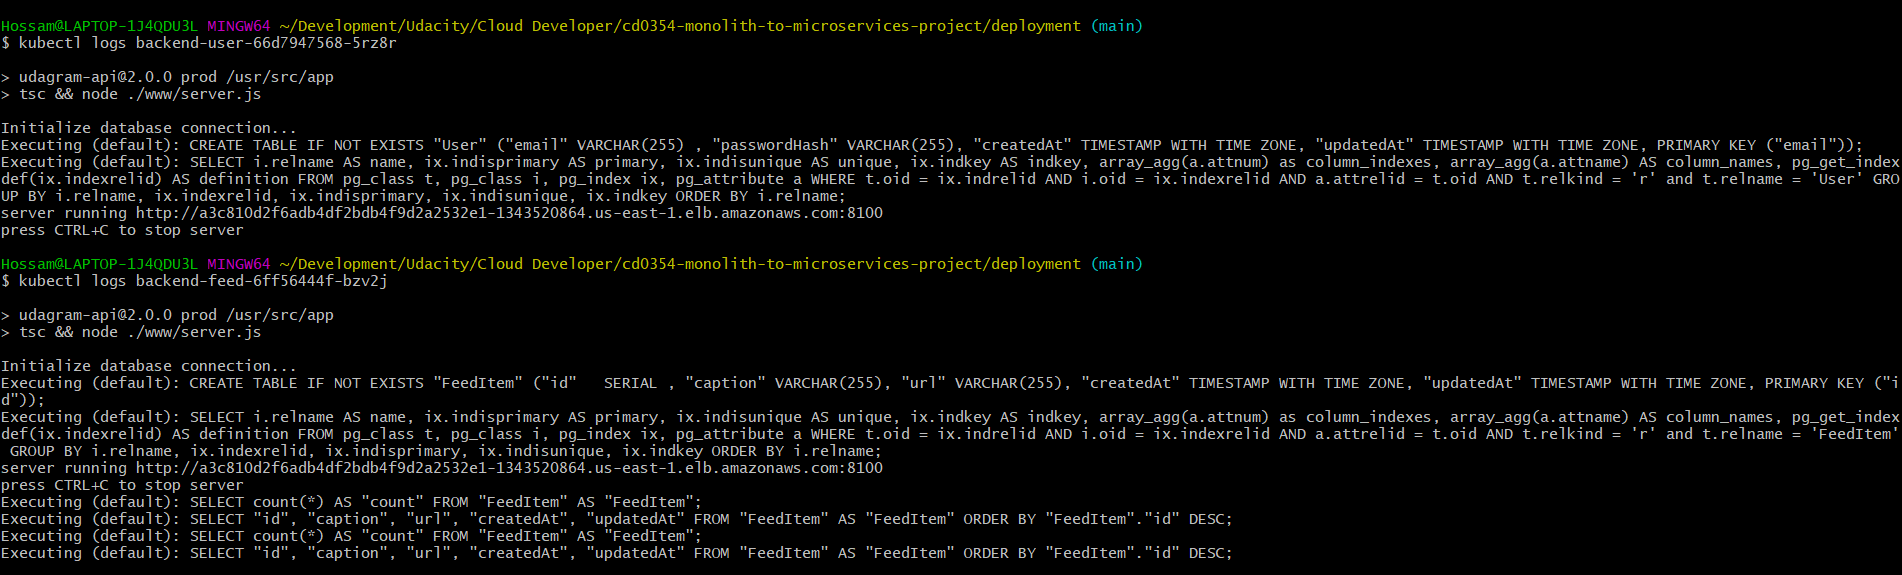 Hossam@LAPTOP-1J4QDU3L MINGW64 ~/Development/Udacity/Cloud Developer/cd0354-monolith-to-microservices-project/deployment (main)
$ kubectl logs backend-user-66d7947568-5rz8r
> udagram-api@2.0.0 prod /usr/src/app
> tsc && node ./www/server.js
Initialize database connection...
Executing (default): CREATE TABLE IF NOT EXISTS "User" ("email" VARCHAR(255) , "passwordHash" VARCHAR(255), "createdAt" TIMESTAMP WITH TIME ZONE, "updatedAt" TIMESTAMP WITH TIME ZONE, PRIMARY KEY ("email"));
Executing (default): SELECT i.relname AS name, ix.indisprimary AS primary, ix.indisunique AS unique, ix.indkey AS indkey, array_agg(a.attnum) as column_indexes, array_agg(a.attname) AS column_names, pg_get_index
def(ix.indexrelid) AS definition FROM pg_class t, pg_class i, pg_index ix, pg_attribute a WHERE t.oid = ix.indrelid AND i.oid = ix.indexrelid AND a.attrelid = t.oid AND t.relkind = 'r' and t.relname = 'User' GRO
UP BY i.relname, ix.indexrelid, ix.indisprimary, ix.indisunique, ix.indkey ORDER BY i.relname;
server running http://a3c810d2f6adb4df2bdb4f9d2a2532e1-1343520864.us-east-1.elb.amazonaws.com:8100
press CTRL+C to stop server
Hossam@LAPTOP-1J4QDU3L MINGW64 ~/Development/Udacity/Cloud Developer/cd0354-monolith-to-microservices-project/deployment (main)
$ kubectl logs backend-feed-6ff56444f-bzv2j
> udagram-api@2.0.0 prod /usr/src/app
> tsc && node ./www/server.js
Initialize database connection...
Executing (default): CREATE TABLE IF NOT EXISTS "FeedItem" ("id"   SERIAL , "caption" VARCHAR(255), "url" VARCHAR(255), "createdAt" TIMESTAMP WITH TIME ZONE, "updatedAt" TIMESTAMP WITH TIME ZONE, PRIMARY KEY ("i
d"));
Executing (default): SELECT i.relname AS name, ix.indisprimary AS primary, ix.indisunique AS unique, ix.indkey AS indkey, array_agg(a.attnum) as column_indexes, array_agg(a.attname) AS column_names, pg_get_index
def(ix.indexrelid) AS definition FROM pg_class t, pg_class i, pg_index ix, pg_attribute a WHERE t.oid = ix.indrelid AND i.oid = ix.indexrelid AND a.attrelid = t.oid AND t.relkind = 'r' and t.relname = 'FeedItem'
 GROUP BY i.relname, ix.indexrelid, ix.indisprimary, ix.indisunique, ix.indkey ORDER BY i.relname;
server running http://a3c810d2f6adb4df2bdb4f9d2a2532e1-1343520864.us-east-1.elb.amazonaws.com:8100
press CTRL+C to stop server
Executing (default): SELECT count(*) AS "count" FROM "FeedItem" AS "FeedItem";
Executing (default): SELECT "id", "caption", "url", "createdAt", "updatedAt" FROM "FeedItem" AS "FeedItem" ORDER BY "FeedItem"."id" DESC;
Executing (default): SELECT count(*) AS "count" FROM "FeedItem" AS "FeedItem";
Executing (default): SELECT "id", "caption", "url", "createdAt", "updatedAt" FROM "FeedItem" AS "FeedItem" ORDER BY "FeedItem"."id" DESC;